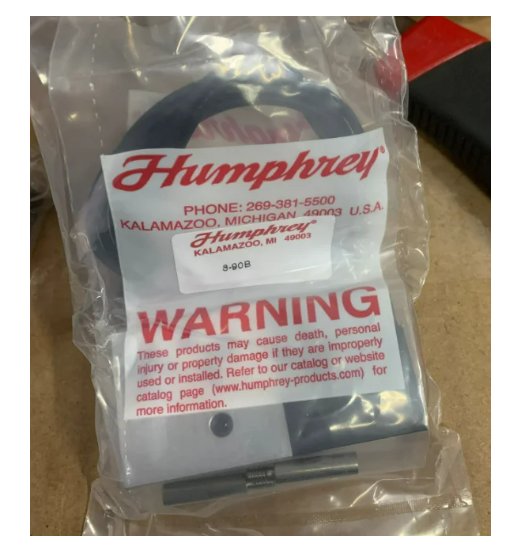 Humphrey®
PHONE: 269-381-5500
KALAMAZOO, MICHIGAN 49003 U.S.A.
Humphrey®
KALAMAZOO, MI 49003
8-90B
WARNING
These products may cause death, personal
injury or property damage if they are improperly
used or installed. Refer to our catalog or website
catalog page (www.humphrey-products.com) for
more information.